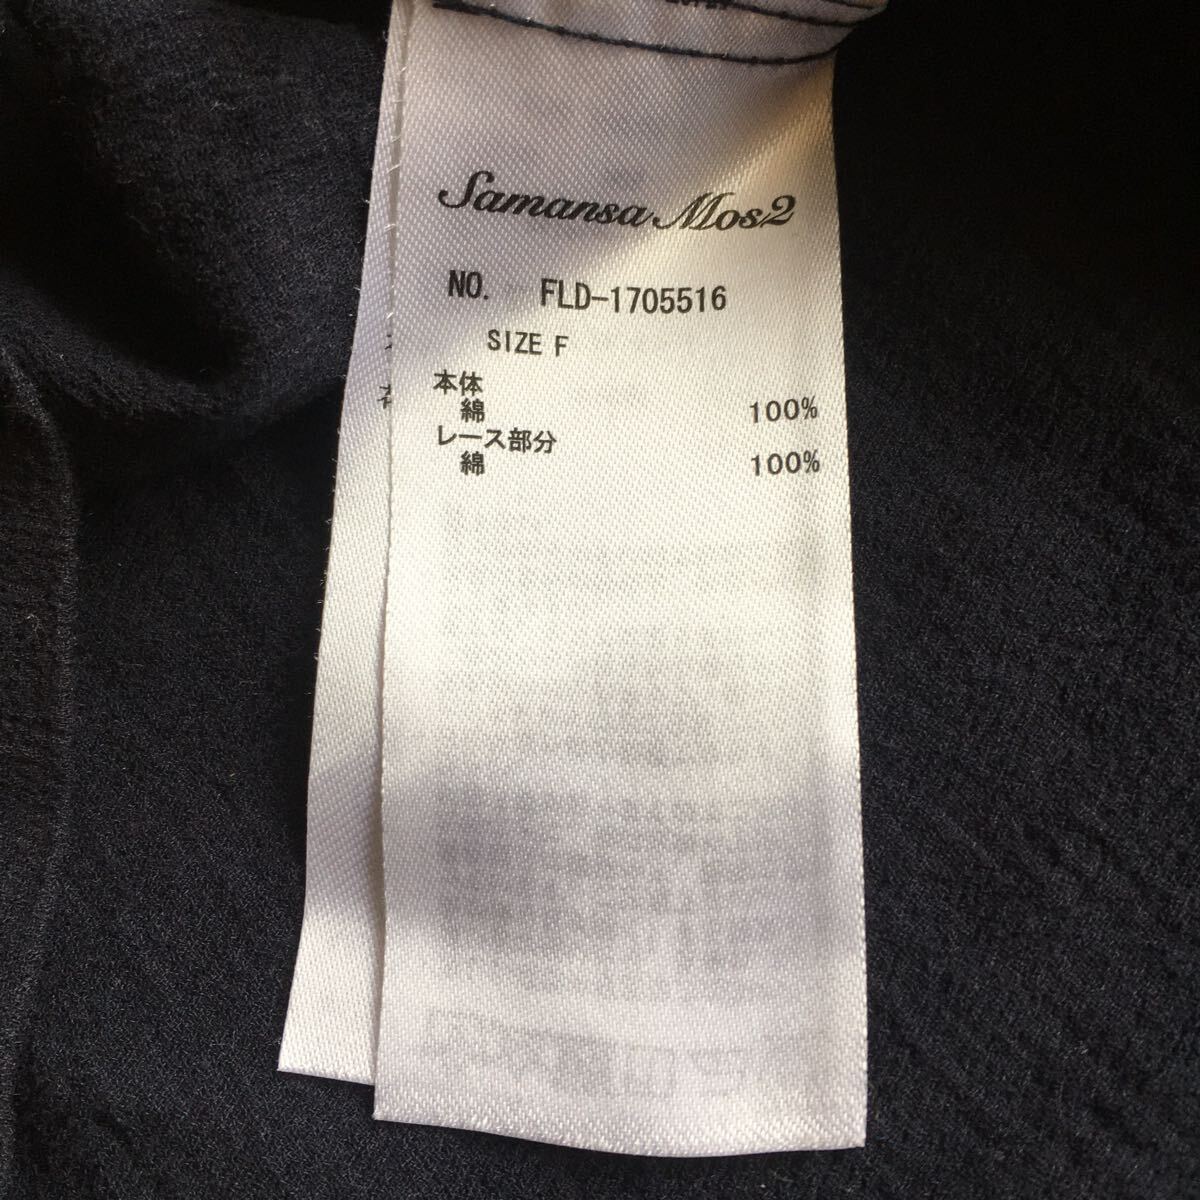 Samansa Mos2
NO. FLD-1705516
SIZE F
本体
綿 100%
レース部分
綿 100%